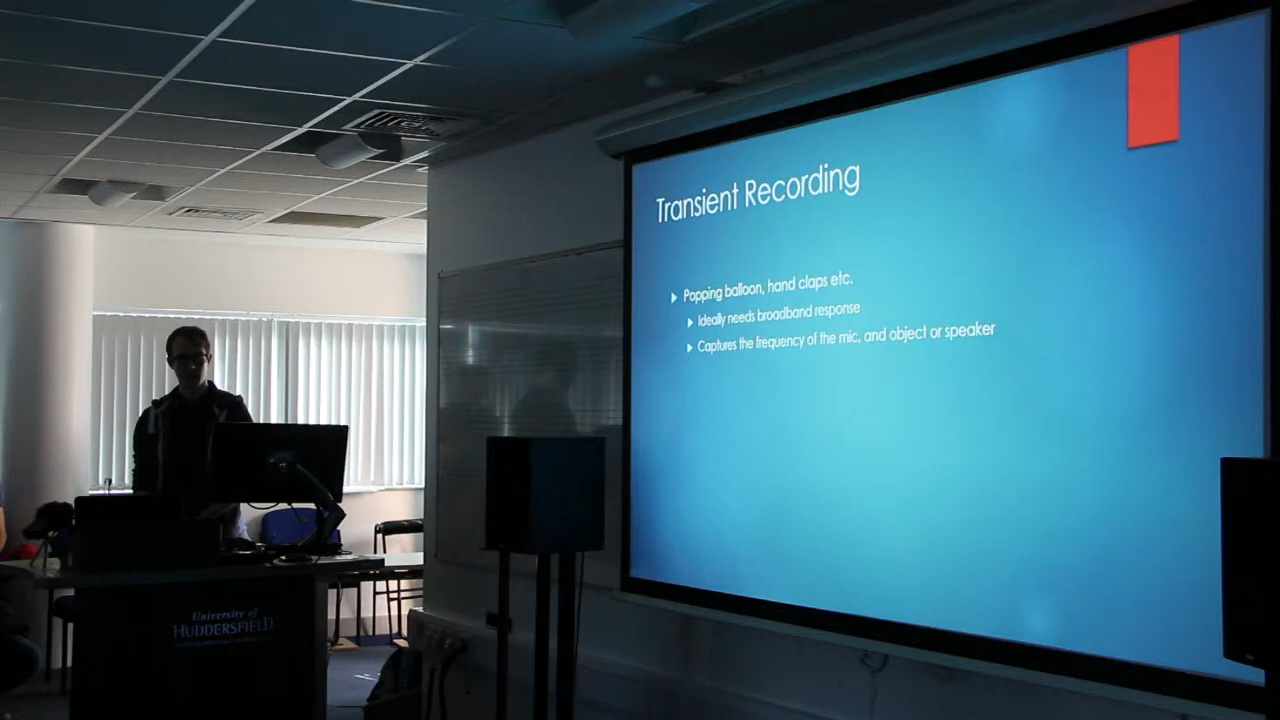 Transient Recording
Popping balloon, hand claps etc.
Ideally needs broadband response
Captures the frequency of the mic, and object or speaker
University of
HUDDERSFIELD